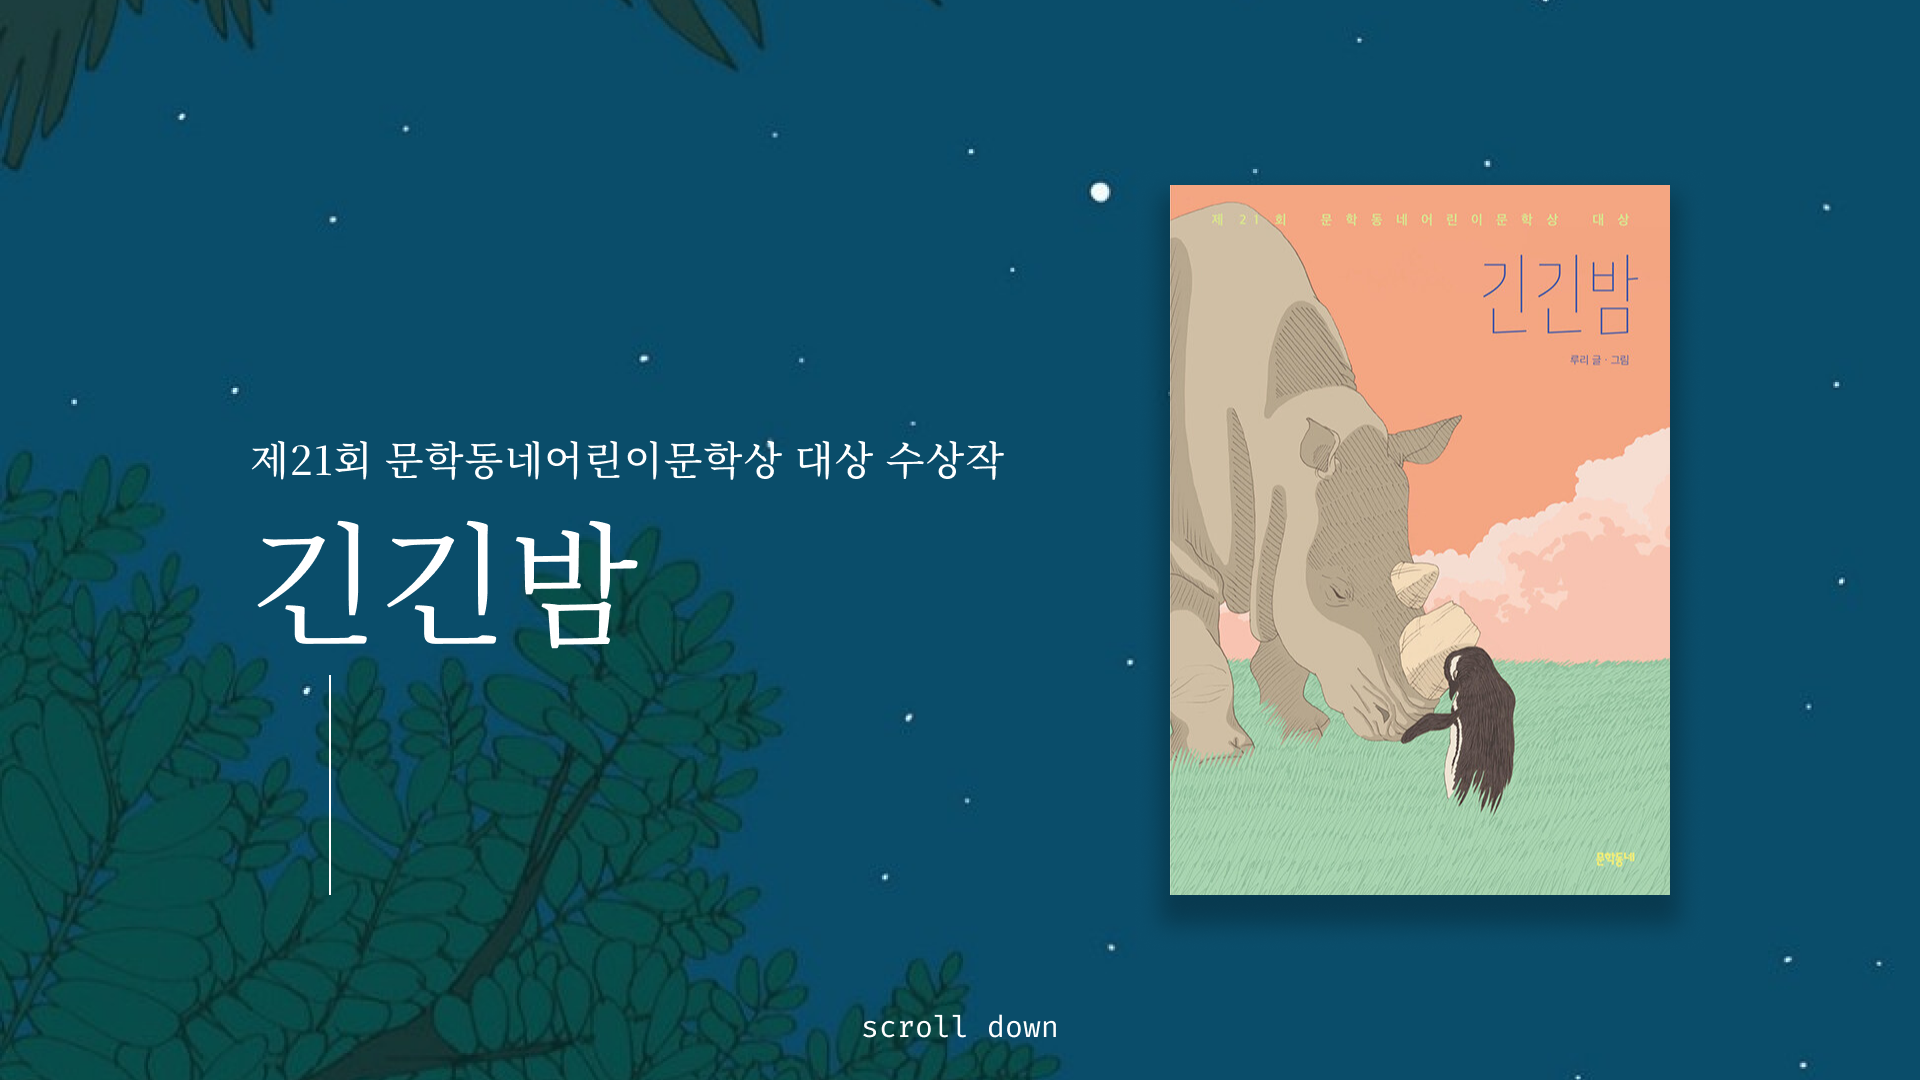 제21회 문학동네어린이문학상 대상 수상작
긴긴밤
제21회 문학동네어린이문학상 대상
긴긴밤
루리 글·그림
문학동네
scroll down